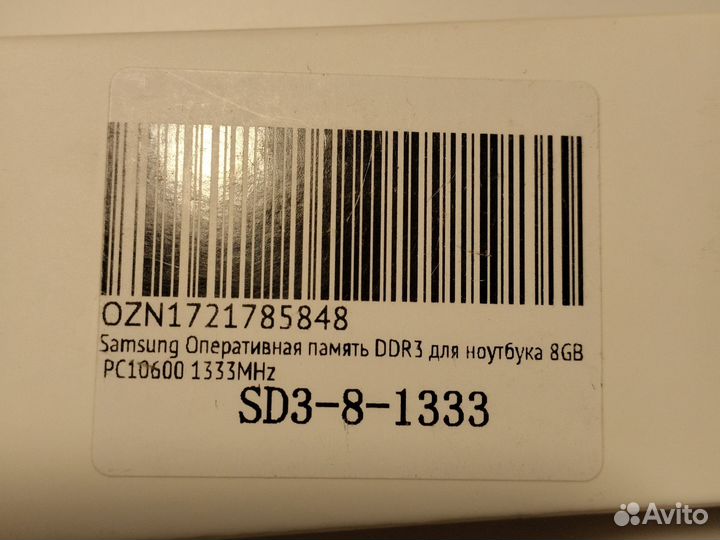 OZN1721785848
Samsung Оперативная память DDR3 для ноутбука 8GB
PC10600 1333MHz
SD3-8-1333
Avito